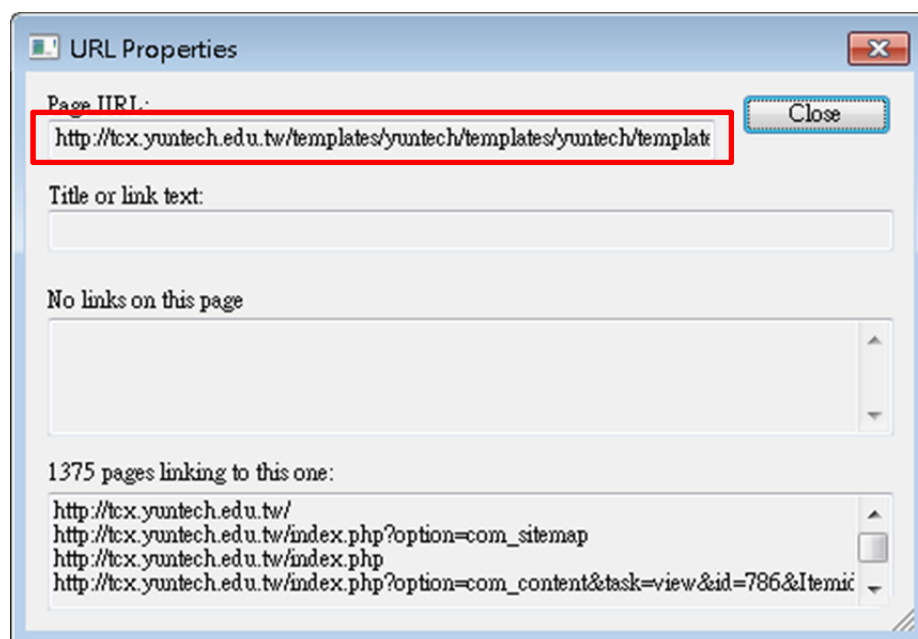 URL Properties
Page URL:
Close
http://tcx.yuntech.edu.tw/templates/yuntech/templates/yuntech/template
Title or link text:
No links on this page
1375 pages linking to this one:
http://tcx.yuntech.edu.tw/
http://tcx.yuntech.edu.tw/index.php?option=com_sitemap
http://tcx.yuntech.edu.tw/index.php
http://tcx.yuntech.edu.tw/index.php?option=com_content&task=view&id=786&Itemid